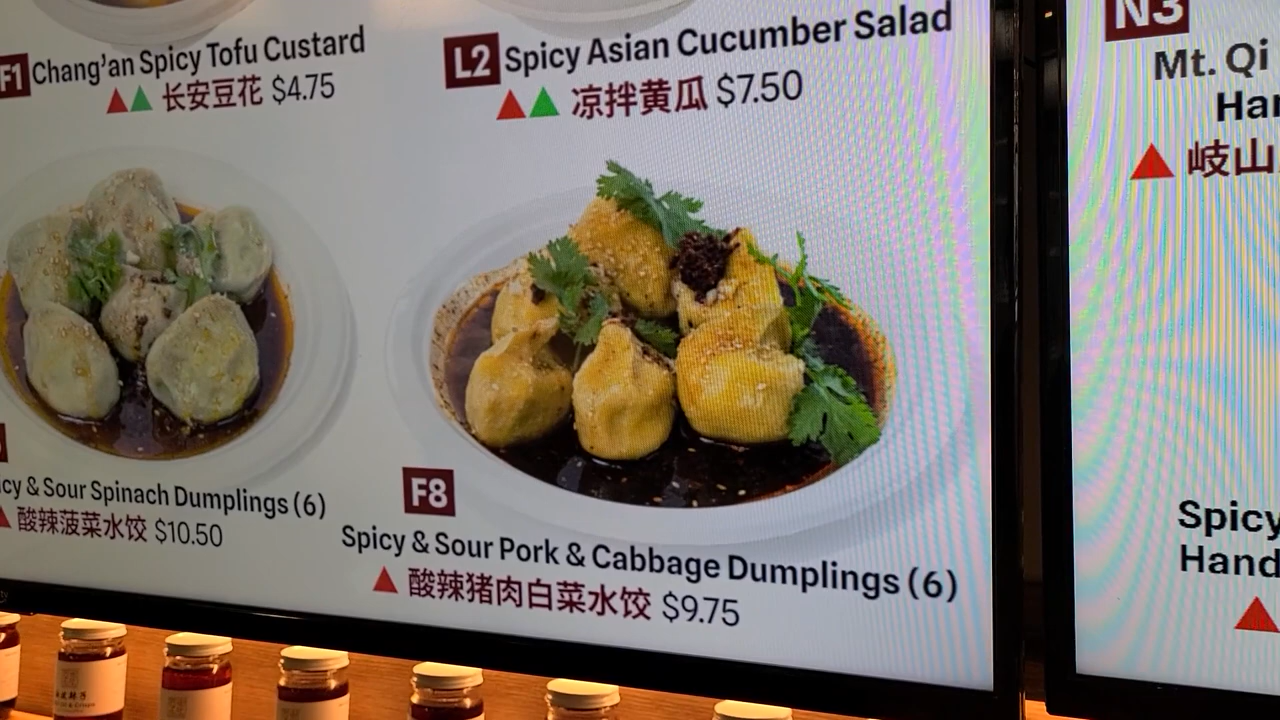 F1 Chang'an Spicy Tofu Custard
长安豆花 $4.75
L2 Spicy Asian Cucumber Salad
凉拌黄瓜 $7.50
cy & Sour Spinach Dumplings (6)
酸辣菠菜水饺 $10.50
F8
Spicy & Sour Pork & Cabbage Dumplings (6)
酸辣猪肉白菜水饺 $9.75
N3
Mt. Qi
Han
岐山
Spicy
Hand